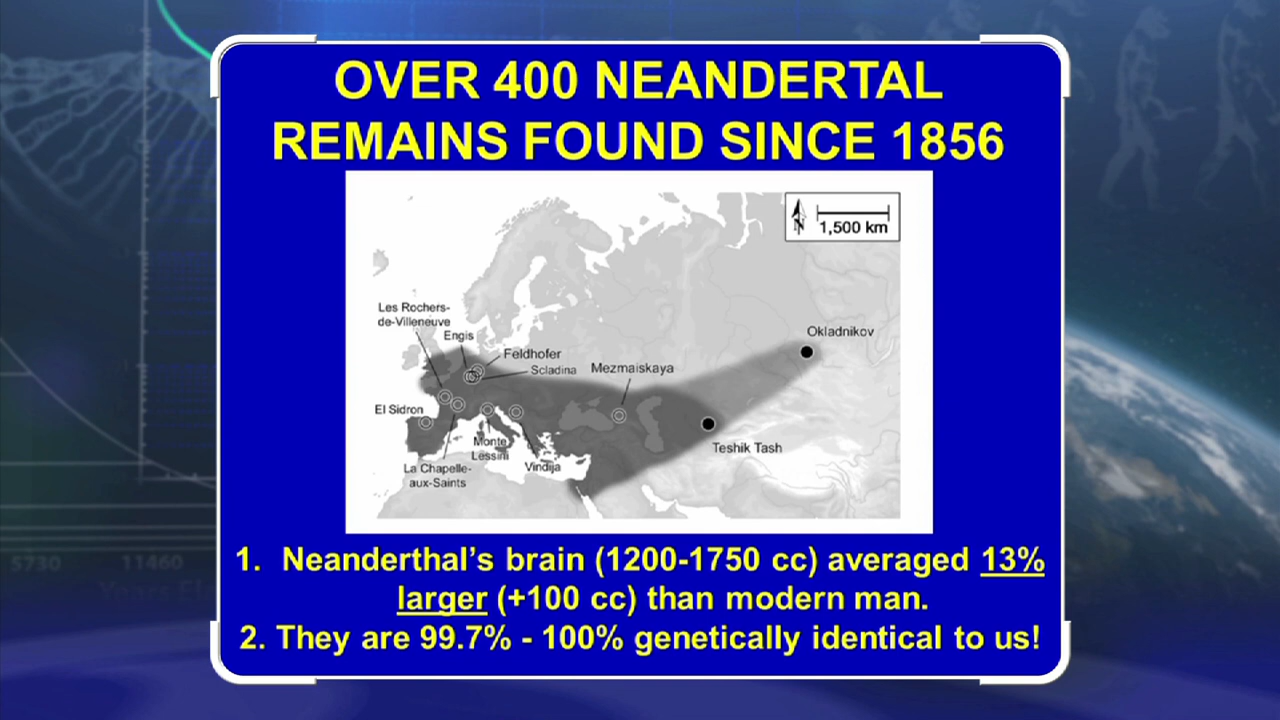 OVER 400 NEANDERTAL
REMAINS FOUND SINCE 1856
1,500 km
Les Rochers-
de-Villeneuve
Engis
Okladnikov
Feldhofer
Scladina
Mezmaiskaya
El Sidron
Monte
Lessini
Teshik Tash
La Chapelle-
aux-Saints
Vindija
1. Neanderthal's brain (1200-1750 cc) averaged 13%
larger (+100 cc) than modern man.
2. They are 99.7% - 100% genetically identical to us!
5730
11460